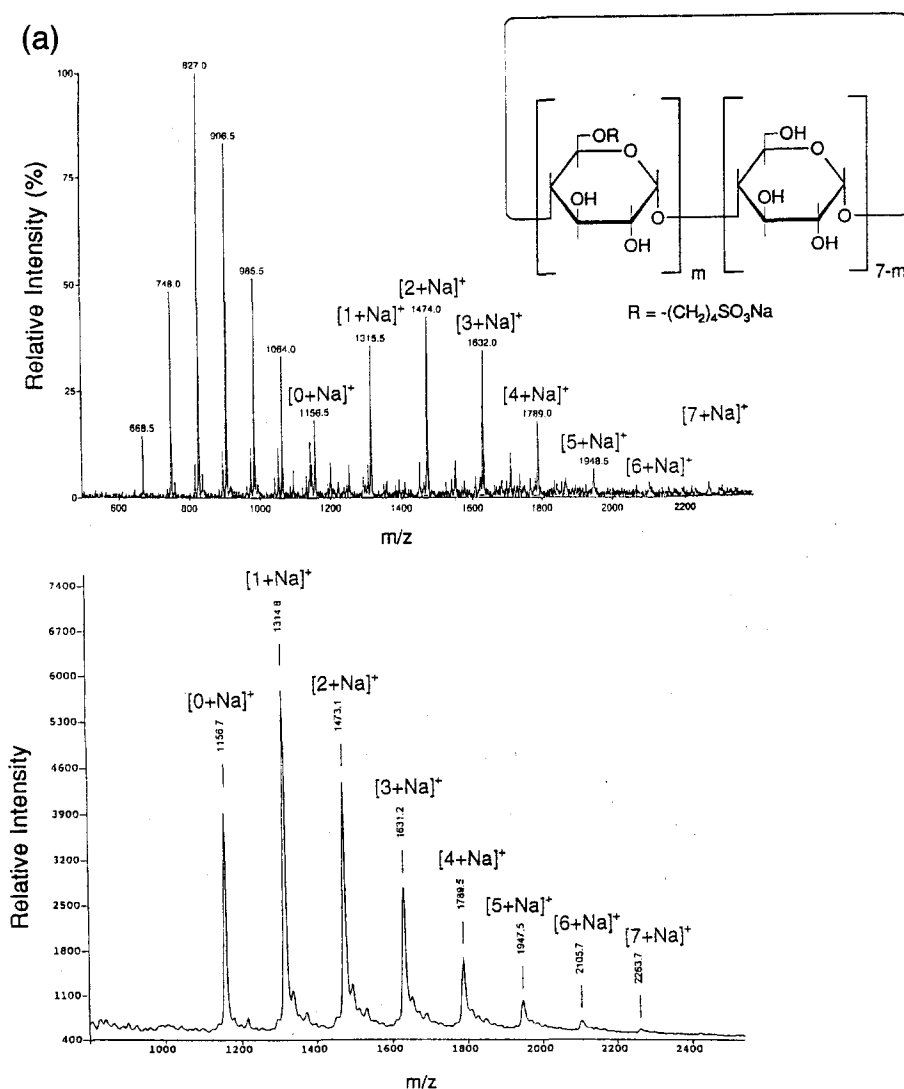 (a)
Relative Intensity (%)
100
75
50
25
0
668.5
748.0
827.0
906.5
985.5
1064.0
[0+Na]⁺
1156.5
[1+Na]⁺
1315.5
[2+Na]⁺
1474.0
[3+Na]⁺
1632.0
[4+Na]⁺
1789.0
[5+Na]⁺
1948.5
[6+Na]⁺
[7+Na]⁺
600 800 1000 1200 1400 1600 1800 2000 2200
m/z
OR
O
OH
OH
O
m
OH
O
OH
OH
O
7-m
R = -(CH₂)₄SO₃Na
Relative Intensity
7400
6700
6000
5300
4600
3900
3200
2500
1800
1100
400
[0+Na]⁺
1156.7
[1+Na]⁺
1314.8
[2+Na]⁺
1473.1
[3+Na]⁺
1631.2
[4+Na]⁺
1789.5
[5+Na]⁺
1947.5
[6+Na]⁺
2105.7
[7+Na]⁺
2263.7
1000 1200 1400 1600 1800 2000 2200 2400
m/z